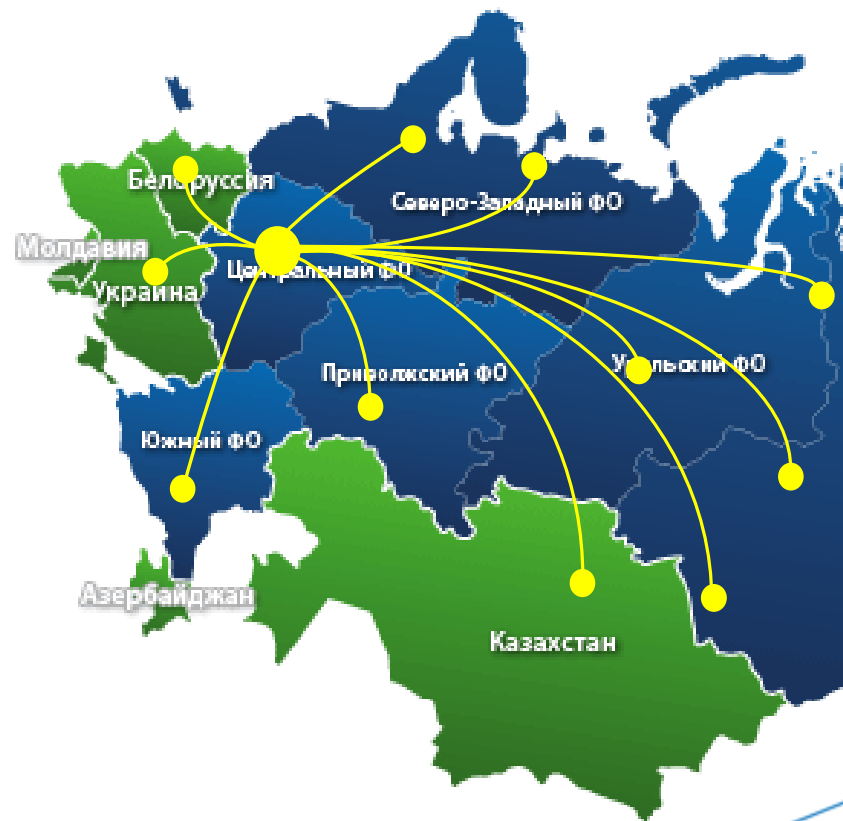 Белоруссия
Северо-Западный ФО
Молдавия
Центральный ФО
Украина
Приволжский ФО
Уральский ФО
Южный ФО
Азербайджан
Казахстан